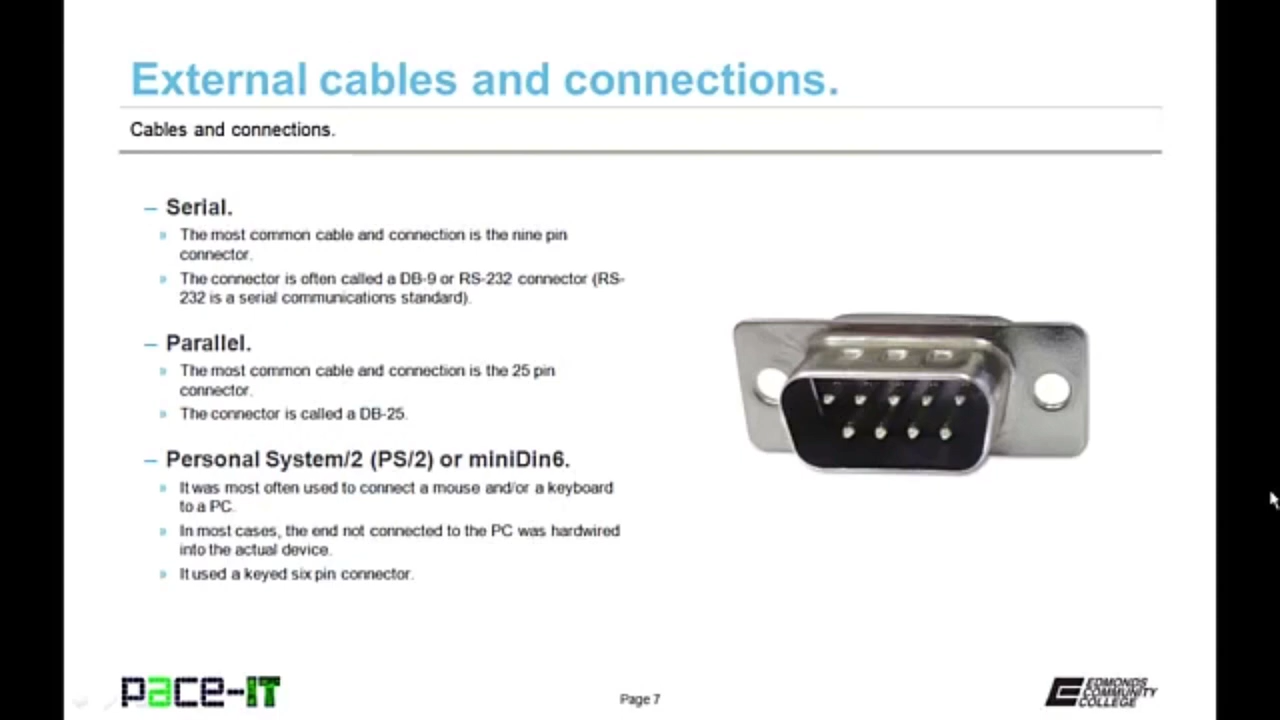 External cables and connections.
Cables and connections.
– Serial.
» The most common cable and connection is the nine pin
connector.
» The connector is often called a DB-9 or RS-232 connector (RS-
232 is a serial communications standard).
– Parallel.
» The most common cable and connection is the 25 pin
connector.
» The connector is called a DB-25.
– Personal System/2 (PS/2) or miniDin6.
» It was most often used to connect a mouse and/or a keyboard
to a PC.
» In most cases, the end not connected to the PC was hardwired
into the actual device.
» It used a keyed six pin connector.
pace-IT
Page 7
EDMONDS
COMMUNITY
COLLEGE